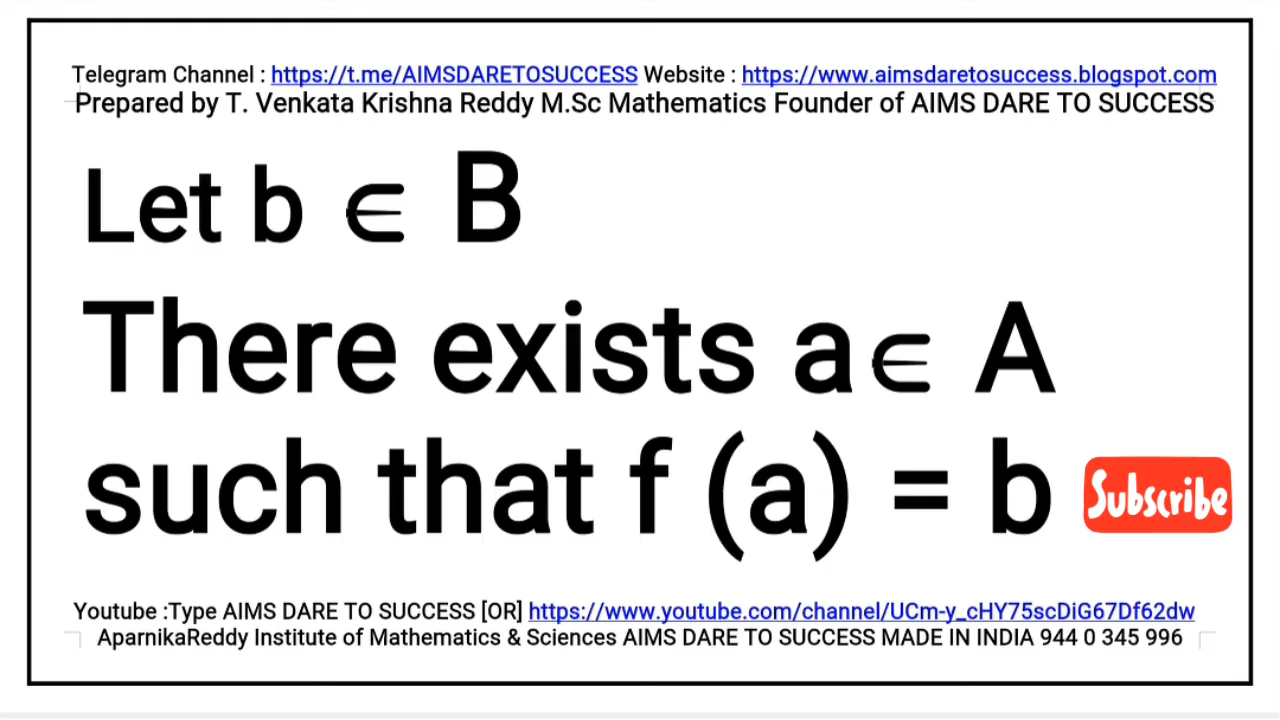 Telegram Channel : https://t.me/AIMSDARETOSUCCESS Website : https://www.aimsdaretosuccess.blogspot.com
Prepared by T. Venkata Krishna Reddy M.Sc Mathematics Founder of AIMS DARE TO SUCCESS
Let b ∈ B
There exists a∈ A
such that f (a) = b
Subscribe
Youtube :Type AIMS DARE TO SUCCESS [OR] https://www.youtube.com/channel/UCm-y_cHY75scDiG67Df62dw
AparnikaReddy Institute of Mathematics & Sciences AIMS DARE TO SUCCESS MADE IN INDIA 944 0 345 996